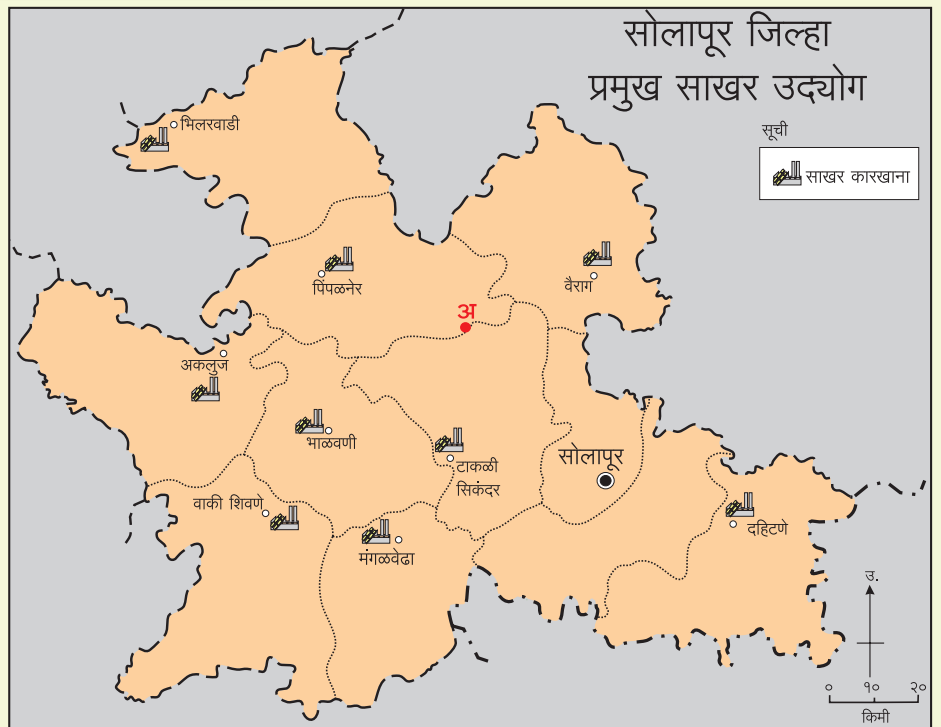 सोलापूर जिल्हा
प्रमुख साखर उद्योग
सूची
साखर कारखाना
भिलरवाडी
पिंपळनेर
वैराग
अ
अकलुज
भाळवणी
टाकळी
सिकंदर
सोलापूर
वाकी शिवणे
मंगळवेढा
दहिटणे
उ.
० १० २०
किमी